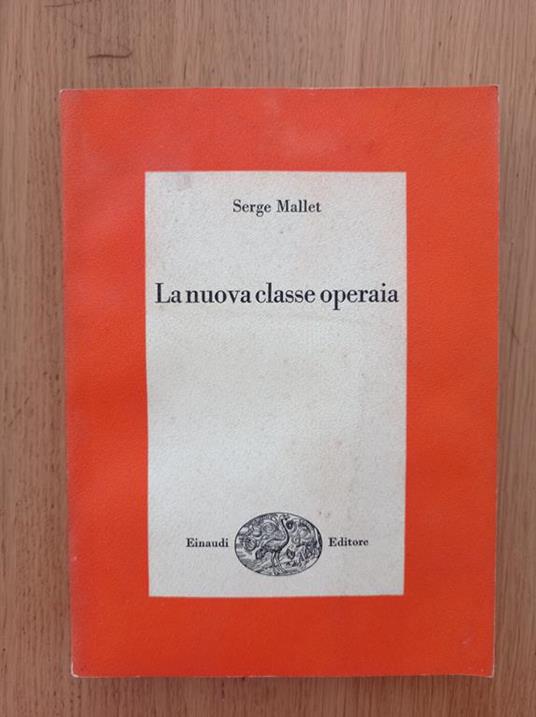 Serge Mallet
La nuova classe operaia
Einaudi Editore